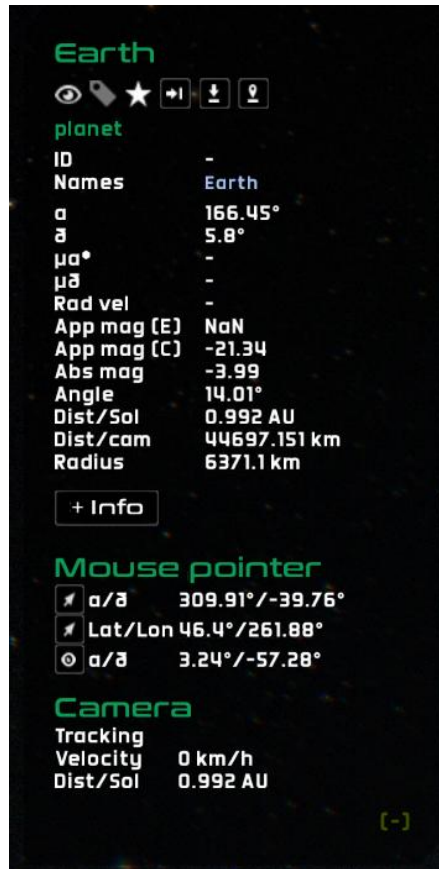 Earth
planet
ID -
Names Earth
α 166.45°
δ 5.8°
μα* -
μδ -
Rad vel -
App mag (E) NaN
App mag (C) -21.34
Abs mag -3.99
Angle 14.01°
Dist/Sol 0.992 AU
Dist/cam 44697.151 km
Radius 6371.1 km
+ Info
Mouse pointer
α/δ 309.91°/-39.76°
Lat/Lon 46.4°/261.88°
α/δ 3.24°/-57.28°
Camera
Tracking
Velocity 0 km/h
Dist/Sol 0.992 AU
(-)